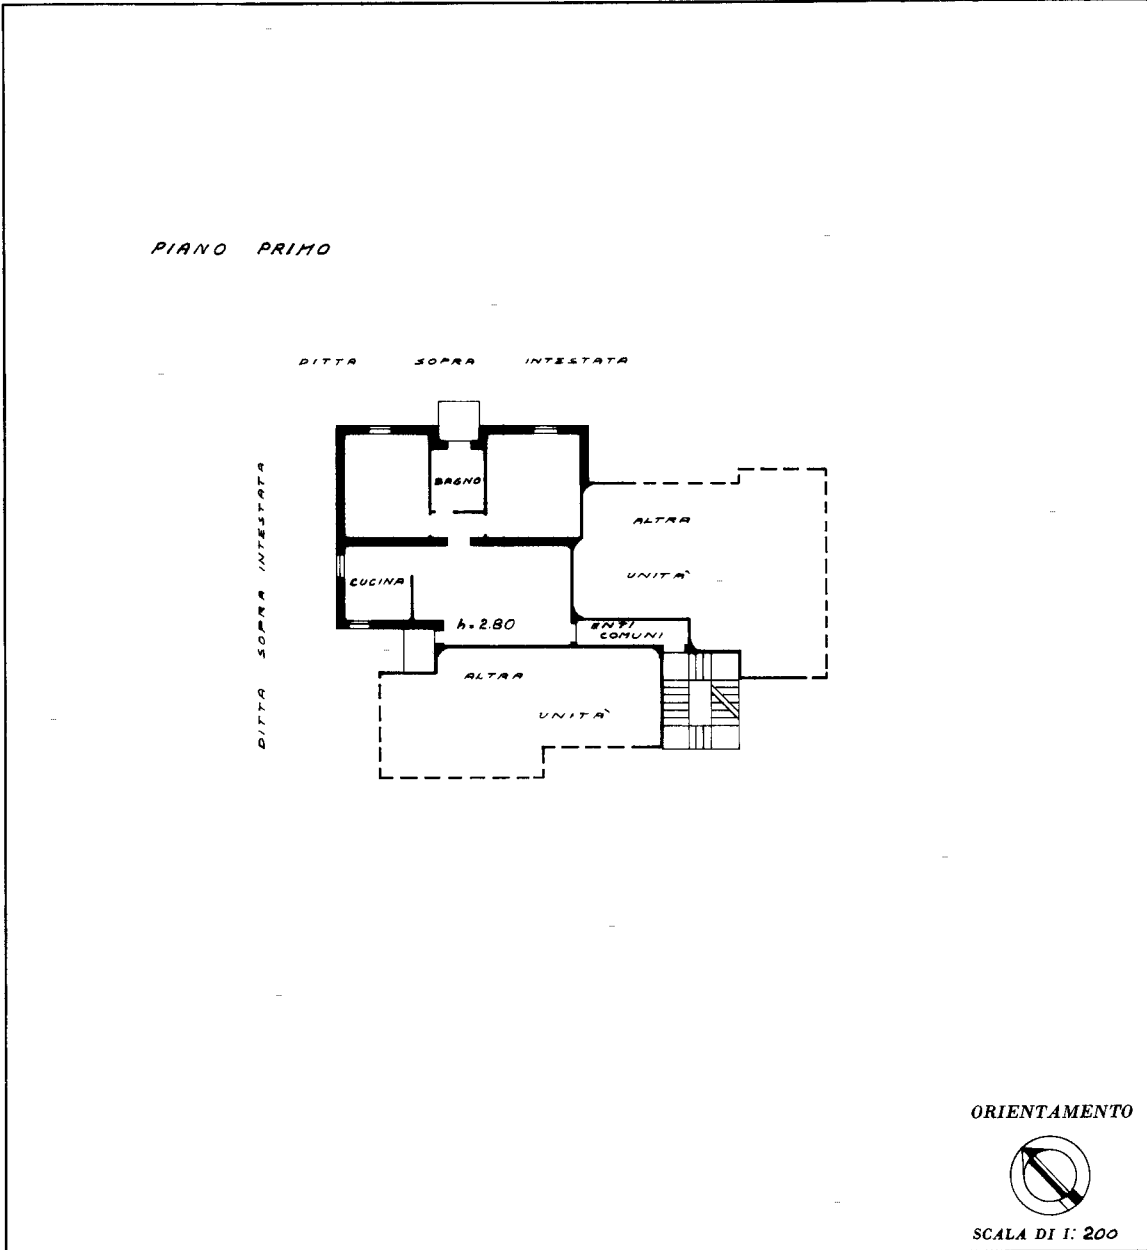 PIANO PRIMO
DITTA SOPRA INTESTATA
DITTA SOPRA INTESTATA
BAGNO
ALTRA
UNITA'
CUCINA
h=2.80
ENTI
COMUNI
ALTRA
UNITA'
ORIENTAMENTO
SCALA DI 1:200